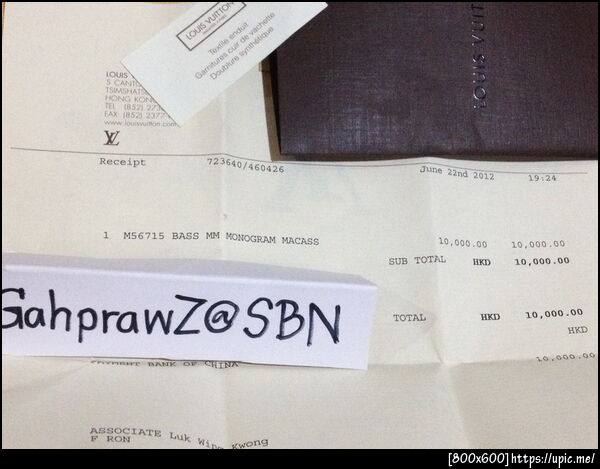 LOUIS VUITTON
Textile enduit
Garnitures cuir de vachette
Doublure synthétique
LOUIS VUIT
LOUIS
5 CANTO
TSIMSHATS
HONG KONG
TEL (852) 273
FAX (852) 2377
www.louisvuitton.com
LV
Receipt 723640/460426 June 22nd 2012 19:24
1 M56715 BASS MM MONOGRAM MACASS 10,000.00 10,000.00
SUB TOTAL HKD 10,000.00
GahprawZ@SBN
TOTAL HKD 10,000.00
HKD
PAYMENT BANK OF CHINA 10,000.00
ASSOCIATE Luk Wing Kwong
F RON
[800x600]https://upic.me/